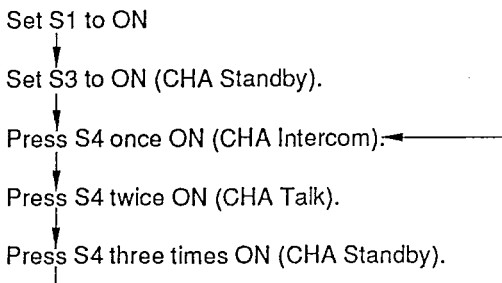 Set S1 to ON
Set S3 to ON (CHA Standby).
Press S4 once ON (CHA Intercom).
Press S4 twice ON (CHA Talk).
Press S4 three times ON (CHA Standby).